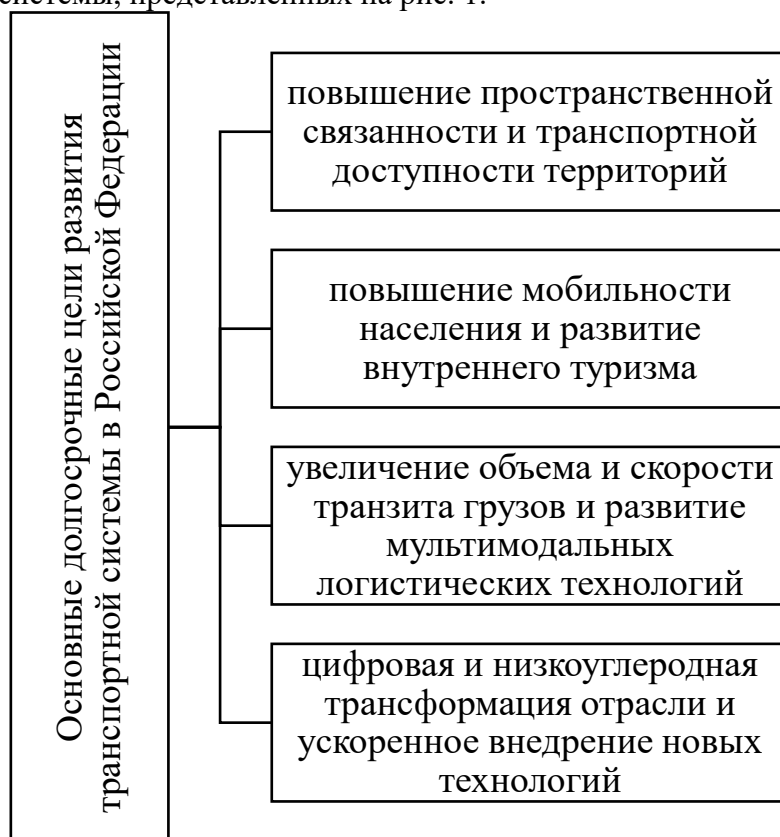 системы, представленных на рис. 1.
Основные долгосрочные цели развития
транспортной системы в Российской Федерации
повышение пространственной
связанности и транспортной
доступности территорий
повышение мобильности
населения и развитие
внутреннего туризма
увеличение объема и скорости
транзита грузов и развитие
мультимодальных
логистических технологий
цифровая и низкоуглеродная
трансформация отрасли и
ускоренное внедрение новых
технологий